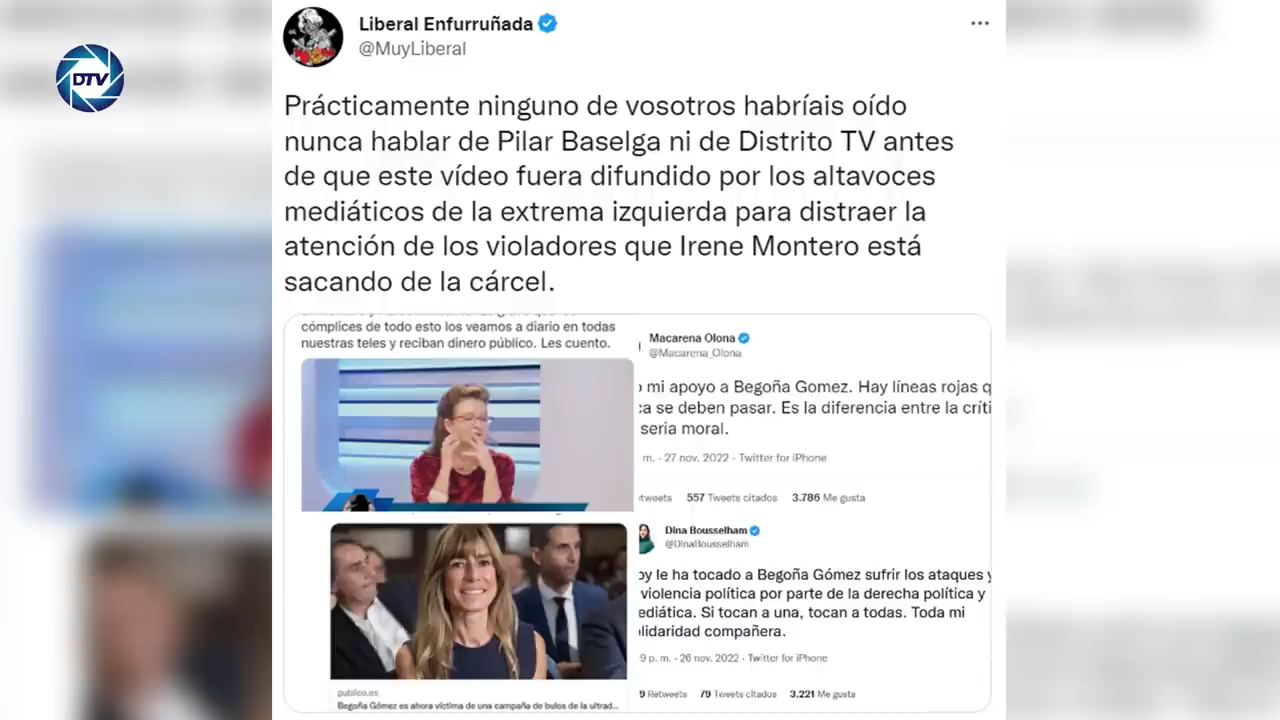 DTV
Liberal Enfurruñada
@MuyLiberal
Prácticamente ninguno de vosotros habríais oído
nunca hablar de Pilar Baselga ni de Distrito TV antes
de que este vídeo fuera difundido por los altavoces
mediáticos de la extrema izquierda para distraer la
atención de los violadores que Irene Montero está
sacando de la cárcel.
cómplices de todo esto los veamos a diario en todas
nuestras teles y reciban dinero público. Les cuento.
Macarena Olona
@Macarena_Olona
mi apoyo a Begoña Gomez. Hay líneas rojas q
ca se deben pasar. Es la diferencia entre la críti
seria moral.
m. · 27 nov. 2022 · Twitter for iPhone
tweets 557 Tweets citados 3.786 Me gusta
Dina Bousselham
@DinaBousselham
oy le ha tocado a Begoña Gómez sufrir los ataques y
violencia política por parte de la derecha política y
ediática. Si tocan a una, tocan a todas. Toda mi
lidaridad compañera.
9 p. m. · 26 nov. 2022 · Twitter for iPhone
9 Retweets 79 Tweets citados 3.221 Me gusta
publico.es
Begoña Gómez es ahora víctima de una campaña de bulos de la ultrad...